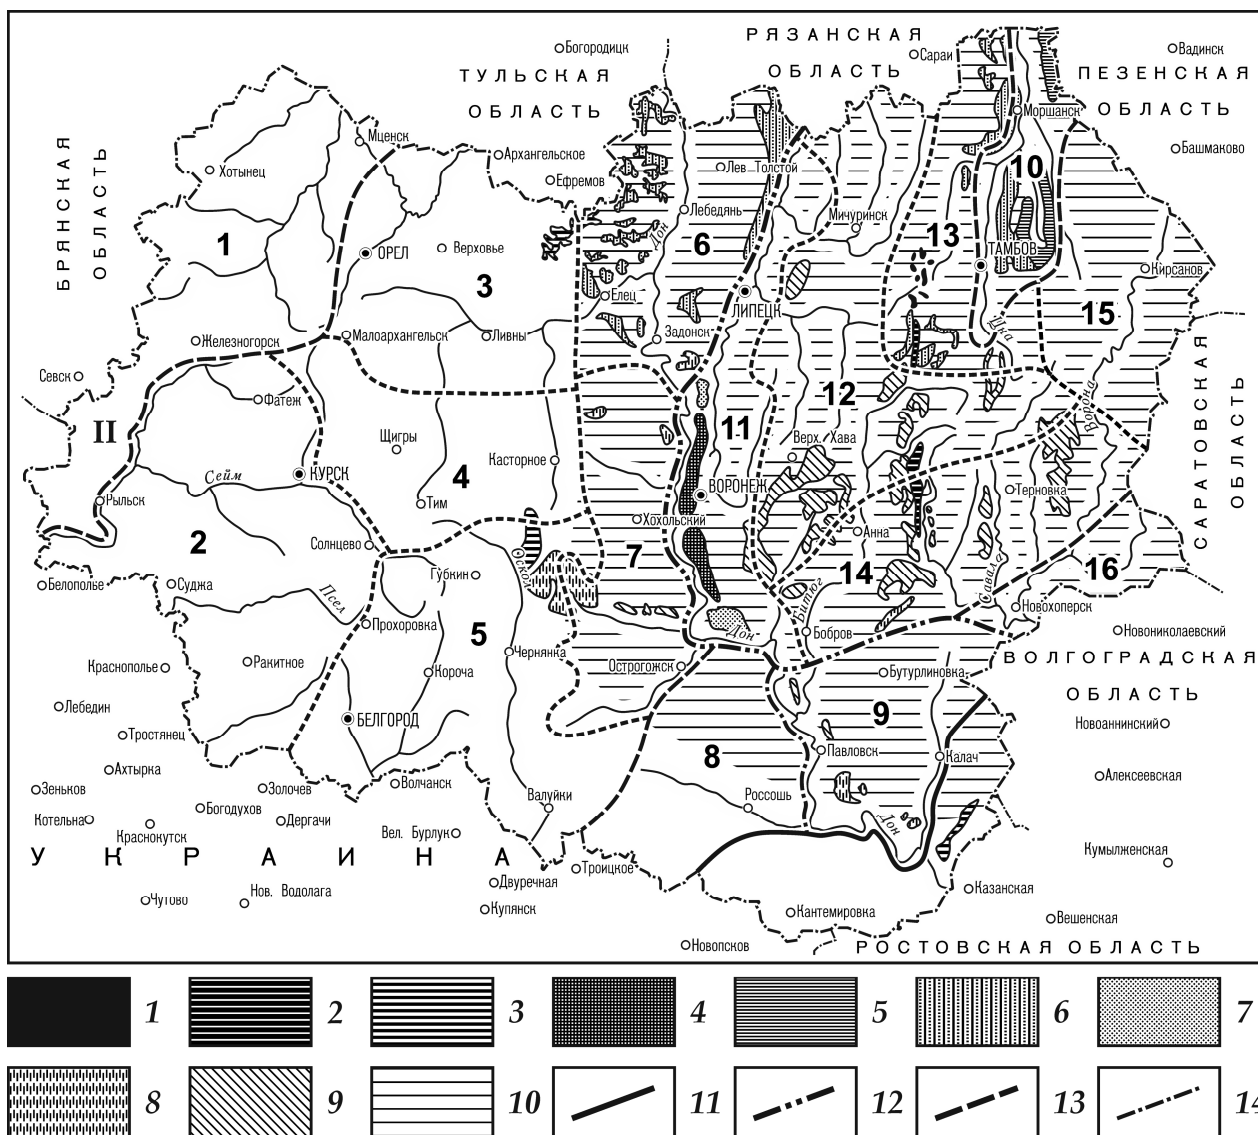 РЯЗАНСКАЯ
ОБЛАСТЬ
Богородицк
Сараи
Вадинск
ТУЛЬСКАЯ
ОБЛАСТЬ
ПЕЗЕНСКАЯ
ОБЛАСТЬ
Моршанск
Мценск
БРЯНСКАЯ
ОБЛАСТЬ
Архангельское
Башмаково
Хотынец
Ефремов
Лев Толстой
10
Лебедянь
Мичуринск
1
ОРЕЛ
Верховье
Дон
6
13
ТАМБОВ
Кирсанов
3
Елец
ЛИПЕЦК
15
Железногорск
Малоархангельск
Ливны
Задонск
Цна
САРАТОВСКАЯ
ОБЛАСТЬ
Севск
Фатеж
12
Ворона
II
Щигры
11
Верх. Хава
Касторное
Сейм
КУРСК
4
ВОРОНЕЖ
Терновка
Рыльск
Тим
Хохольский
Анна
2
Солнцево
Оскол
7
14
Савала
16
Белополье
Суджа
Губкин
Псел
Битюг
Новохоперск
Прохоровка
5
Дон
Бобров
Новониколаевский
Краснополье
Ракитное
Короча
Чернянка
Острогожск
Бутурлиновка
ВОЛГОГРАДСКАЯ
ОБЛАСТЬ
Лебедин
БЕЛГОРОД
9
Новоаннинский
Тростянец
8
Павловск
Калач
Ахтырка
Алексеевская
Зеньков
Золочев
Волчанск
Валуйки
Россошь
Богодухов
Котельна
Краснокутск
Дергачи
Вел. Бурлук
Дон
Кумылженская
УКРАИНА
Троицкое
Чутово
Нов. Водолага
Двуречная
Казанская
Купянск
Кантемировка
Вешенская
Новопсков
РОСТОВСКАЯ ОБЛАСТЬ
1 2 3 4 5 6 7
8 9 10 11 12 13 14